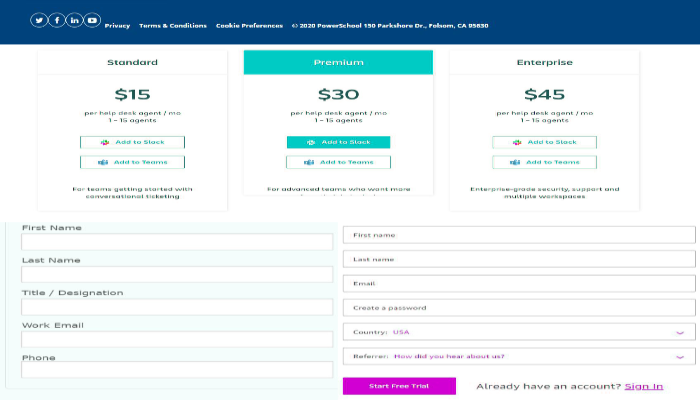 Privacy Terms & Conditions Cookie Preferences © 2020 PowerSchool 150 Parkshore Dr., Folsom, CA 95630
Standard
$15
per help desk agent / mo
1 - 15 agents
Add to Slack
Add to Teams
For teams getting started with
conversational ticketing
Premium
$30
per help desk agent / mo
1 - 15 agents
Add to Slack
Add to Teams
For advanced teams who want more
Enterprise
$45
per help desk agent / mo
1 - 15 agents
Add to Slack
Add to Teams
Enterprise-grade security, support and
multiple workspaces
First Name
Last Name
Title / Designation
Work Email
Phone
First name
Last name
Email
Create a password
Country: USA
Referrer: How did you hear about us?
Start Free Trial
Already have an account? Sign In